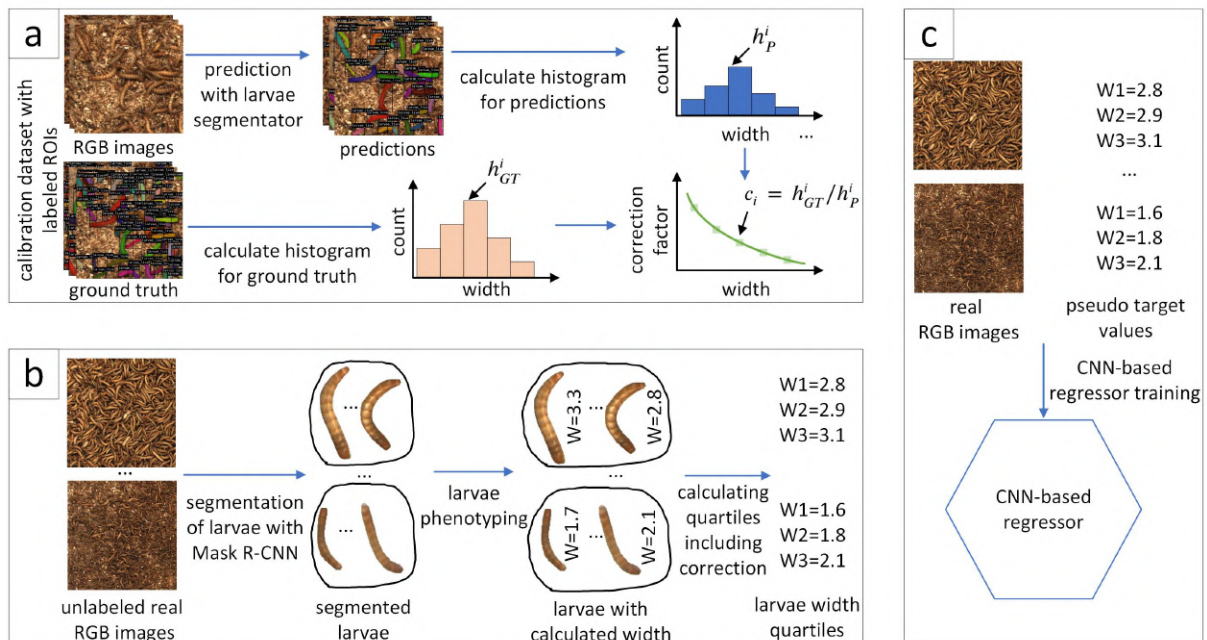 a
calibration dataset with
labeled ROIs
RGB images
prediction
with larvae
segmentator
predictions
calculate histogram
for predictions
count
h_P^i
width
...
ground truth
calculate histogram
for ground truth
count
h_GT^i
width
correction
factor
c_i = h_GT^i/h_P^i
width
b
...
unlabeled real
RGB images
segmentation
of larvae with
Mask R-CNN
...
...
...
segmented
larvae
larvae
phenotyping
W=3.3
...
W=2.8
...
W=1.7
...
W=2.1
larvae with
calculated width
calculating
quartiles
including
correction
W1=2.8
W2=2.9
W3=3.1
W1=1.6
W2=1.8
W3=2.1
larvae width
quartiles
c
W1=2.8
W2=2.9
W3=3.1
...
W1=1.6
W2=1.8
W3=2.1
real
RGB images
pseudo target
values
CNN-based
regressor training
CNN-based
regressor